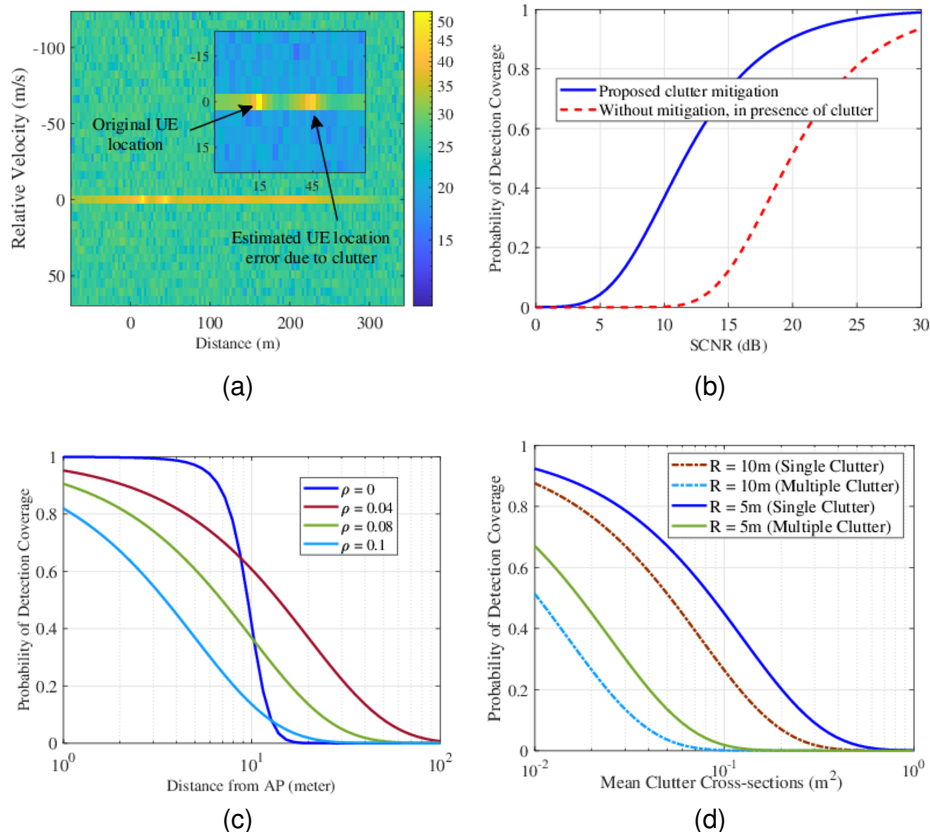 -100
-50
0
50
Relative Velocity (m/s)
0
100
200
300
Distance (m)
-15
0
15
15
45
Original UE
location
Estimated UE location
error due to clutter
50
40
30
25
20
15
(a)
1
0.8
0.6
0.4
0.2
0
Probability of Detection Coverage
Proposed clutter mitigation
Without mitigation, in presence of clutter
0
5
10
15
20
25
30
SCNR (dB)
(b)
1
0.8
0.6
0.4
0.2
0
Probability of Detection Coverage
ρ = 0
ρ = 0.04
ρ = 0.08
ρ = 0.1
10⁰
10¹
10²
Distance from AP (meter)
(c)
1
0.8
0.6
0.4
0.2
0
Probability of Detection Coverage
R = 10m (Single Clutter)
R = 10m (Multiple Clutter)
R = 5m (Single Clutter)
R = 5m (Multiple Clutter)
10⁻²
10⁻¹
10⁰
Mean Clutter Cross-sections (m²)
(d)